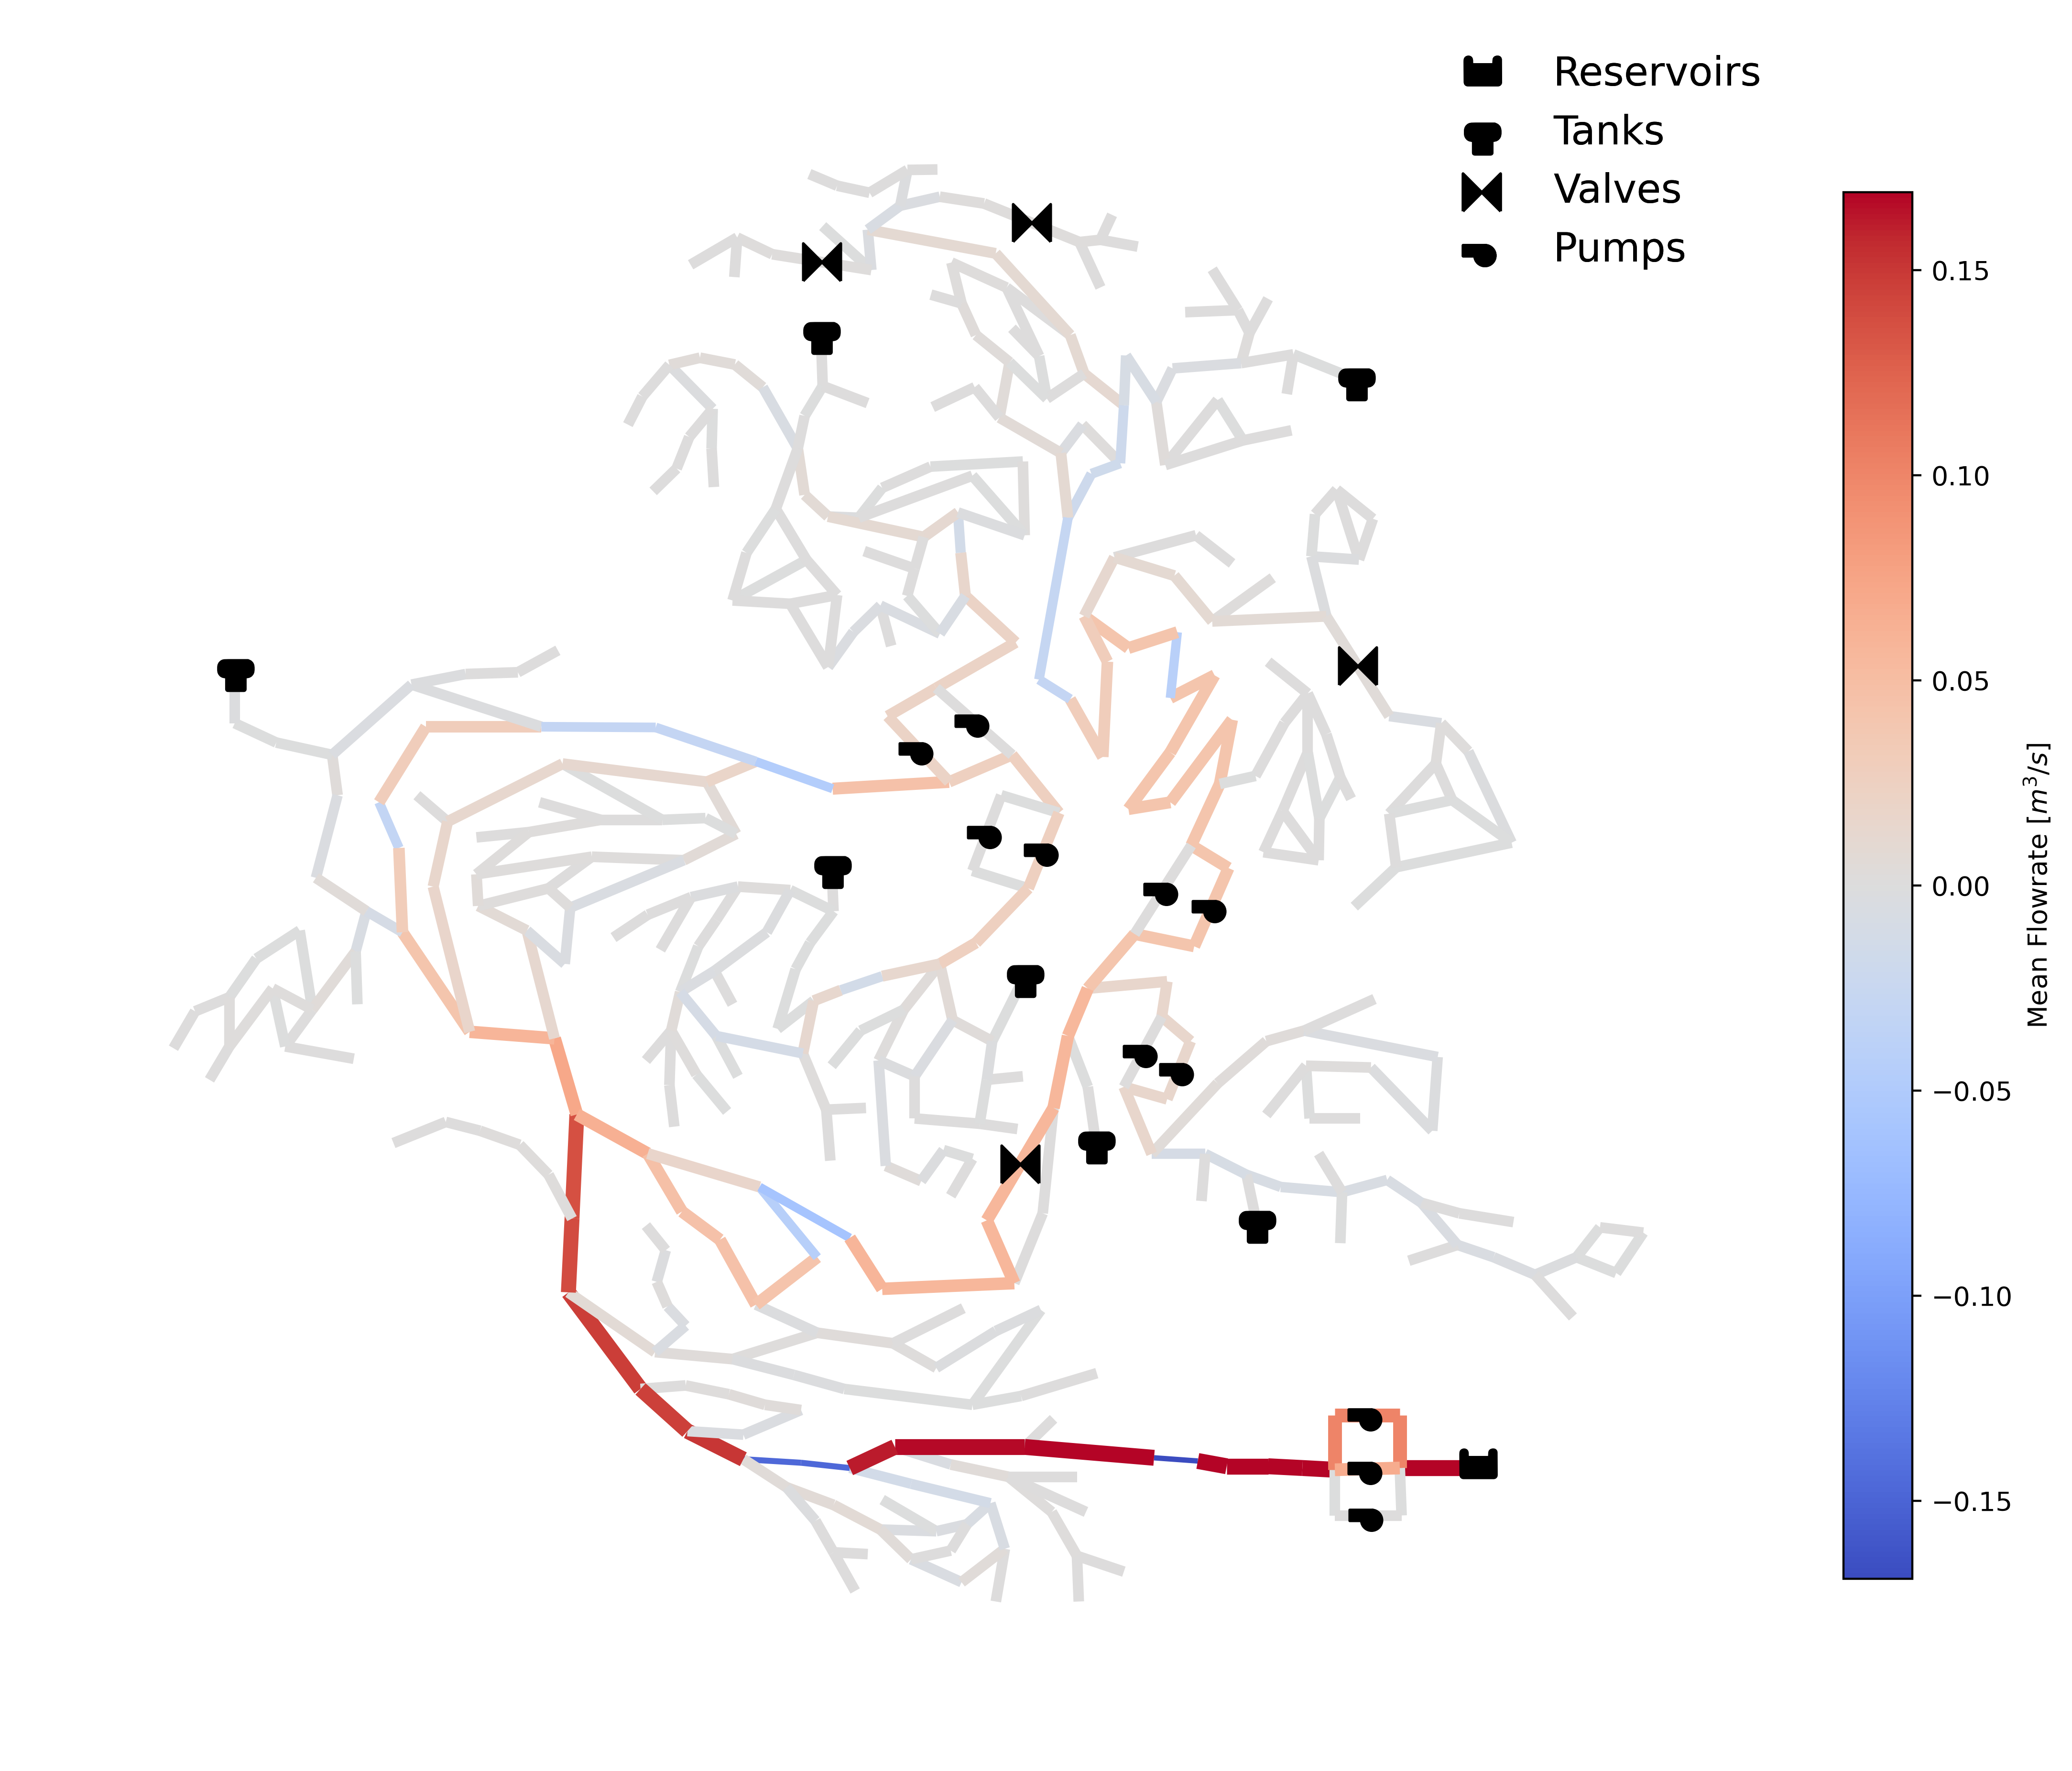 Reservoirs
Tanks
Valves
Pumps
0.15
0.10
0.05
0.00
−0.05
−0.10
−0.15
Mean Flowrate [m³/s]